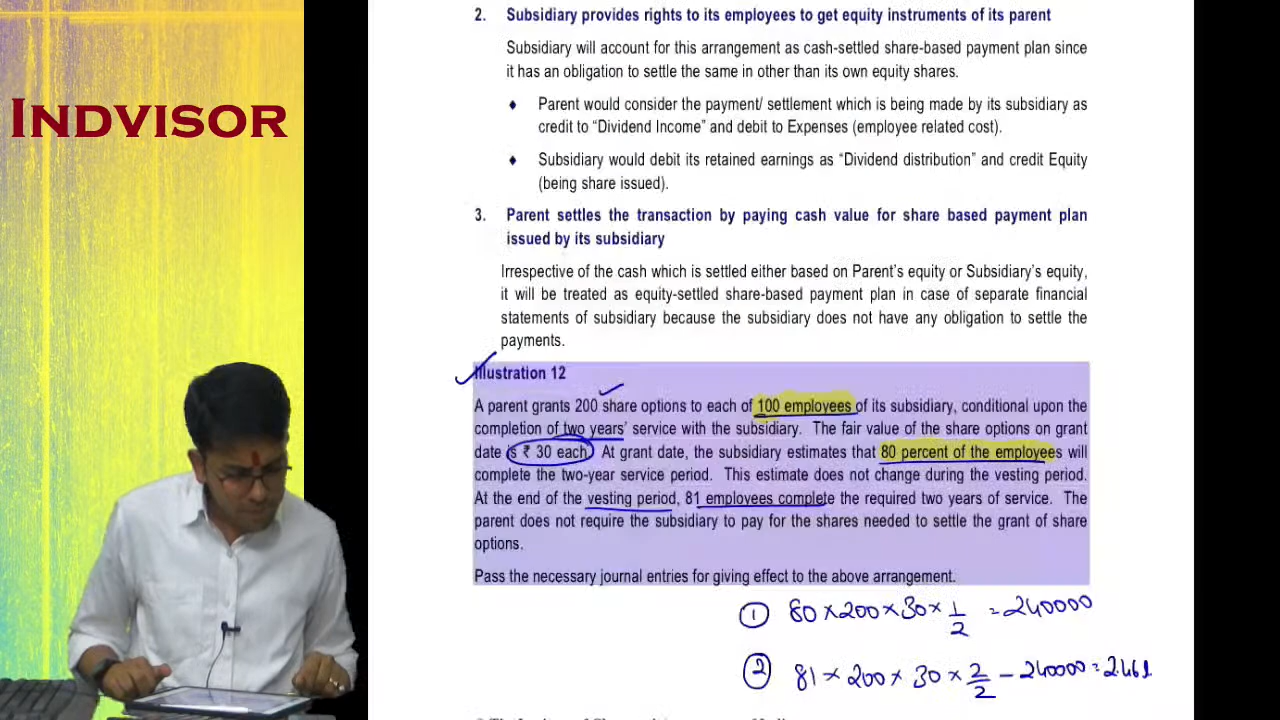 INDVISOR
2. Subsidiary provides rights to its employees to get equity instruments of its parent
Subsidiary will account for this arrangement as cash-settled share-based payment plan since
it has an obligation to settle the same in other than its own equity shares.
♦ Parent would consider the payment/ settlement which is being made by its subsidiary as
credit to “Dividend Income” and debit to Expenses (employee related cost).
♦ Subsidiary would debit its retained earnings as “Dividend distribution” and credit Equity
(being share issued).
3. Parent settles the transaction by paying cash value for share based payment plan
issued by its subsidiary
Irrespective of the cash which is settled either based on Parent’s equity or Subsidiary’s equity,
it will be treated as equity-settled share-based payment plan in case of separate financial
statements of subsidiary because the subsidiary does not have any obligation to settle the
payments.
Illustration 12
A parent grants 200 share options to each of 100 employees of its subsidiary, conditional upon the
completion of two years’ service with the subsidiary. The fair value of the share options on grant
date is ₹ 30 each. At grant date, the subsidiary estimates that 80 percent of the employees will
complete the two-year service period. This estimate does not change during the vesting period.
At the end of the vesting period, 81 employees complete the required two years of service. The
parent does not require the subsidiary to pay for the shares needed to settle the grant of share
options.
Pass the necessary journal entries for giving effect to the above arrangement.
① 80 × 200 × 30 × 1/2 = 240000
② 81 × 200 × 30 × 2/2 - 240000 = 2.46l